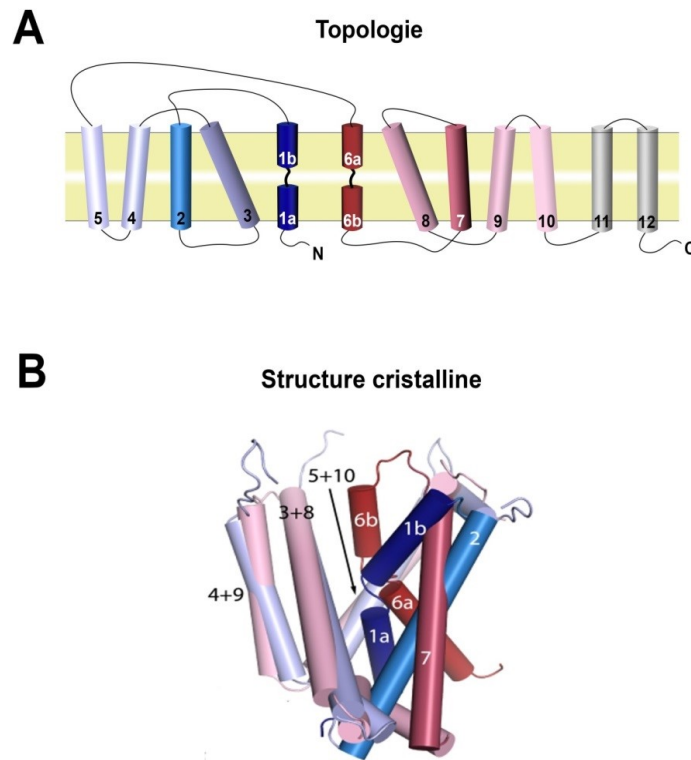 A
Topologie
1b 6a
5 4 2 3 1a 6b 8 7 9 10 11 12
N
C
B
Structure cristalline
5+10
3+8
6b
1b
2
4+9
6a
1a
7